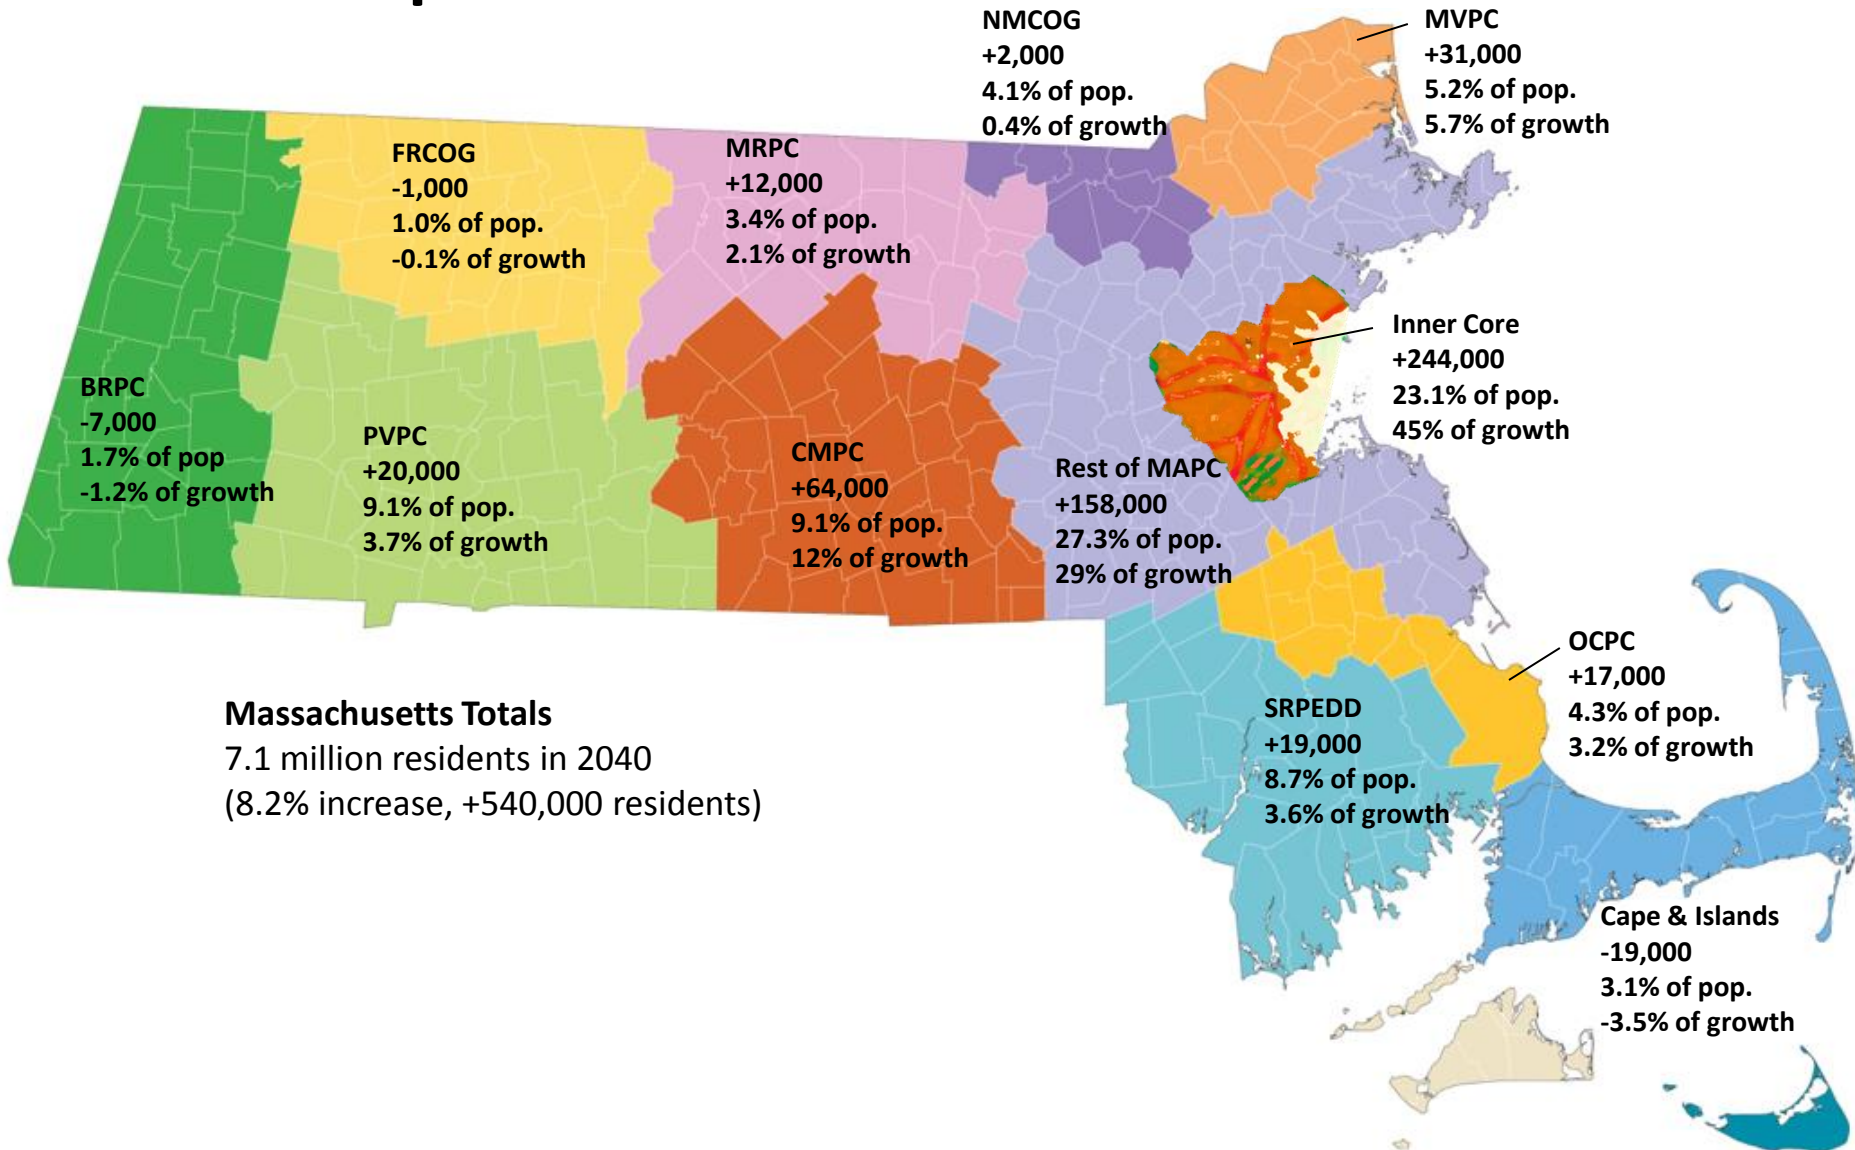 NMCOG
+2,000
4.1% of pop.
0.4% of growth
MVPC
+31,000
5.2% of pop.
5.7% of growth
FRCOG
-1,000
1.0% of pop.
-0.1% of growth
MRPC
+12,000
3.4% of pop.
2.1% of growth
Inner Core
+244,000
23.1% of pop.
45% of growth
BRPC
-7,000
1.7% of pop
-1.2% of growth
PVPC
+20,000
9.1% of pop.
3.7% of growth
CMPC
+64,000
9.1% of pop.
12% of growth
Rest of MAPC
+158,000
27.3% of pop.
29% of growth
OCPC
+17,000
4.3% of pop.
3.2% of growth
SRPEDD
+19,000
8.7% of pop.
3.6% of growth
Massachusetts Totals
7.1 million residents in 2040
(8.2% increase, +540,000 residents)
Cape & Islands
-19,000
3.1% of pop.
-3.5% of growth